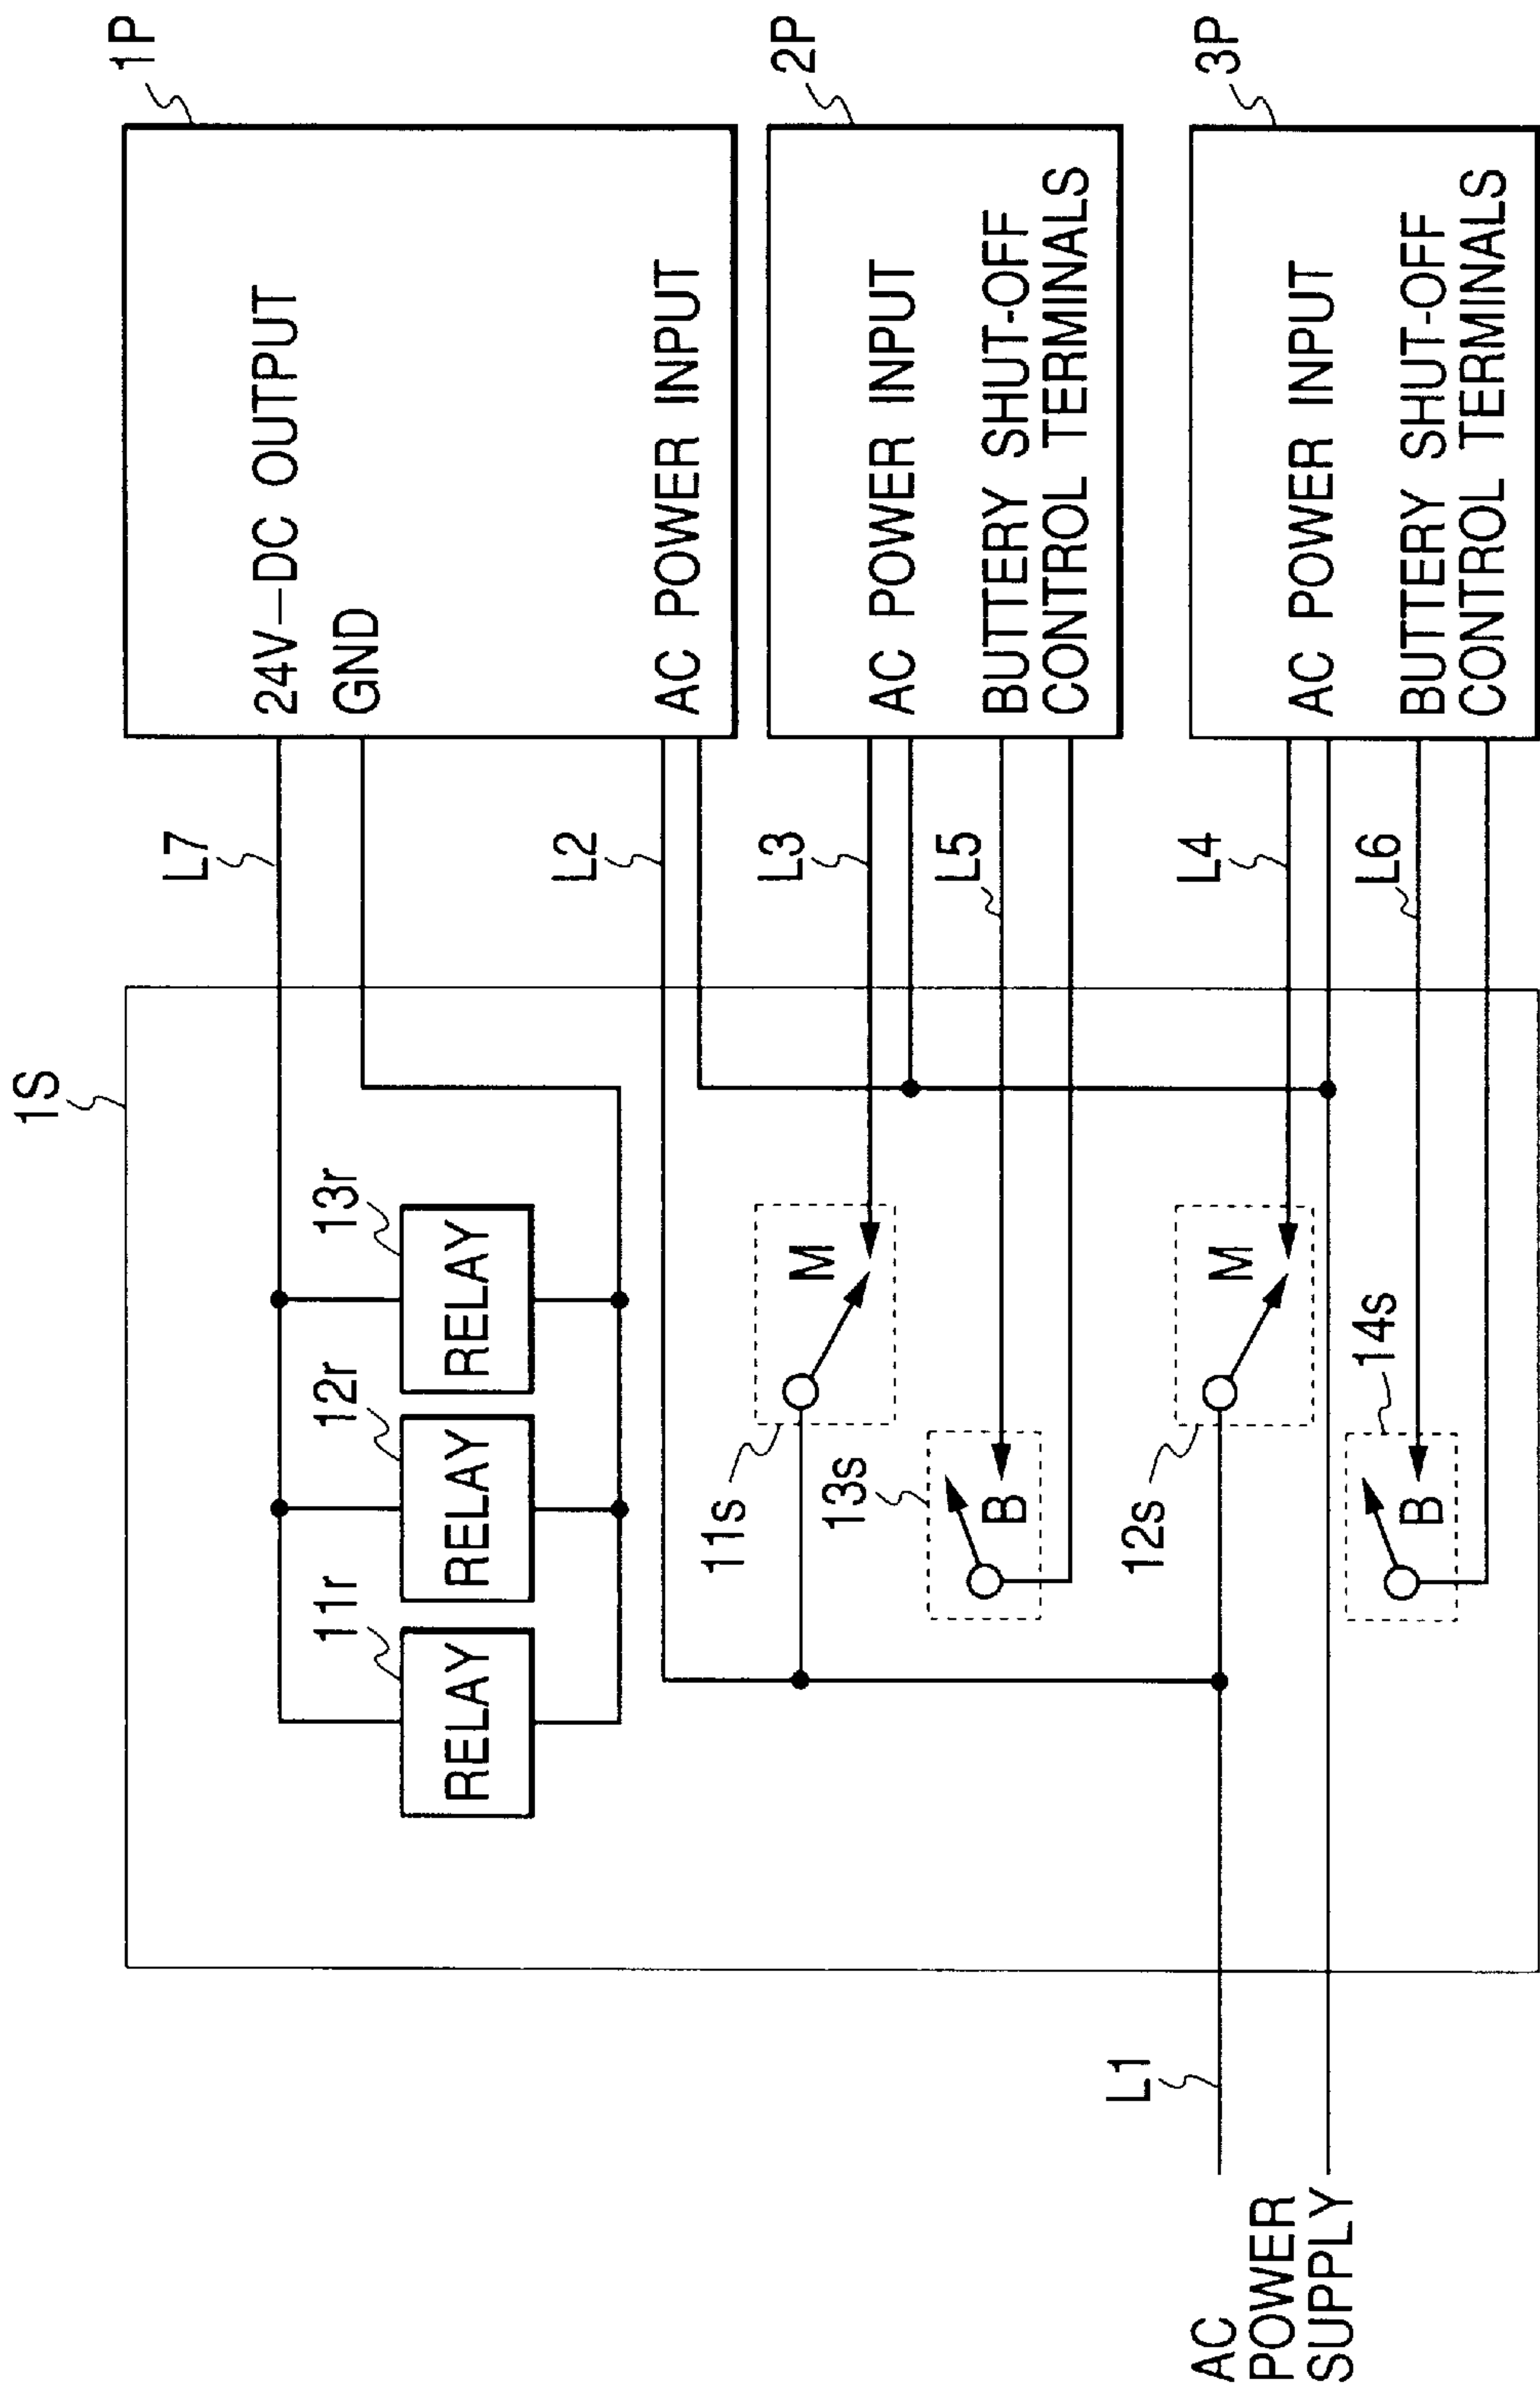 1S
1P
L7
24V-DC OUTPUT
GND
11r
12r
13r
RELAY
RELAY
RELAY
L2
AC POWER INPUT
2P
11s
M
L3
AC POWER INPUT
13s
B
L5
BUTTERY SHUT-OFF
CONTROL TERMINALS
3P
L1
AC
POWER
SUPPLY
12s
M
L4
AC POWER INPUT
14s
B
L6
BUTTERY SHUT-OFF
CONTROL TERMINALS